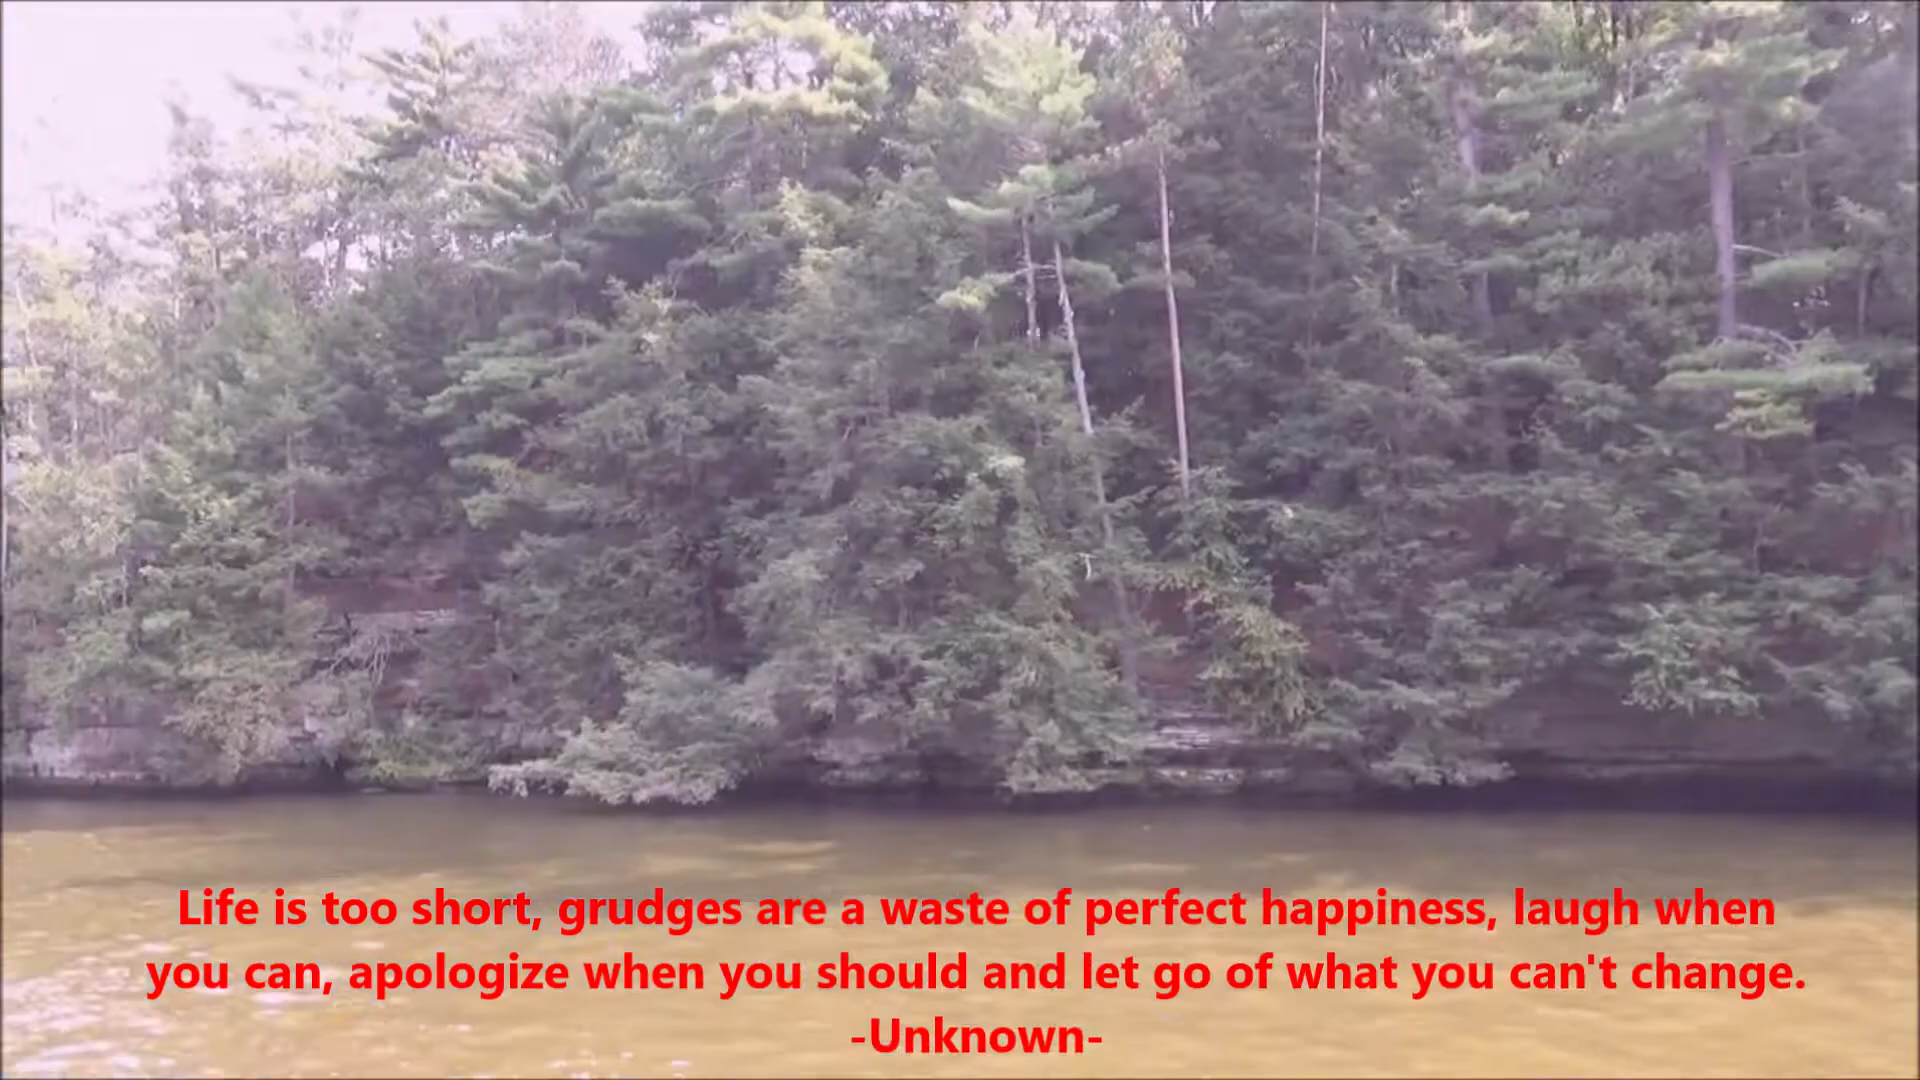 Life is too short, grudges are a waste of perfect happiness, laugh when
you can, apologize when you should and let go of what you can't change.
-Unknown-